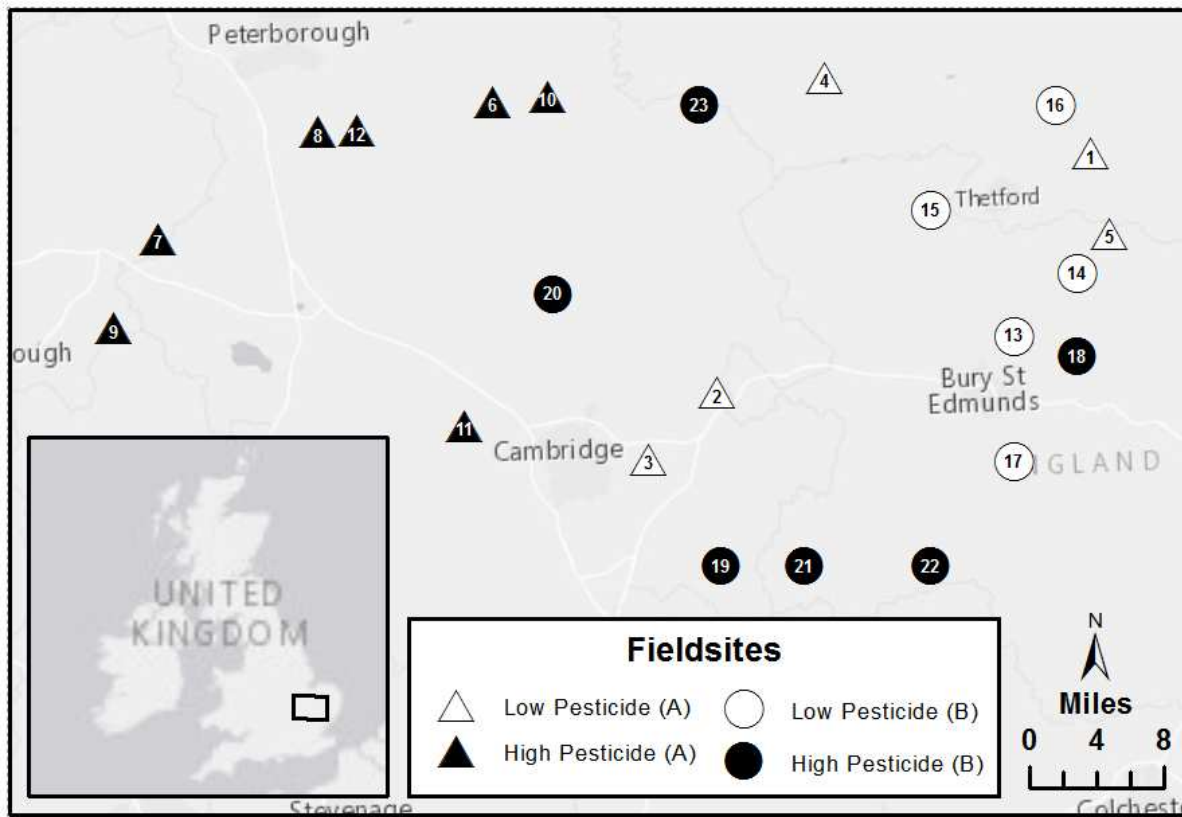 Peterborough
4
6
10
23
16
8
12
1
15
Thetford
7
5
14
20
9
13
ough
18
Bury St
Edmunds
2
11
Cambridge
3
17
NGLAND
19
21
22
UNITED
KINGDOM
Fieldsites
Low Pesticide (A)
Low Pesticide (B)
High Pesticide (A)
High Pesticide (B)
N
Miles
0 4 8
Stevenage
Colchest